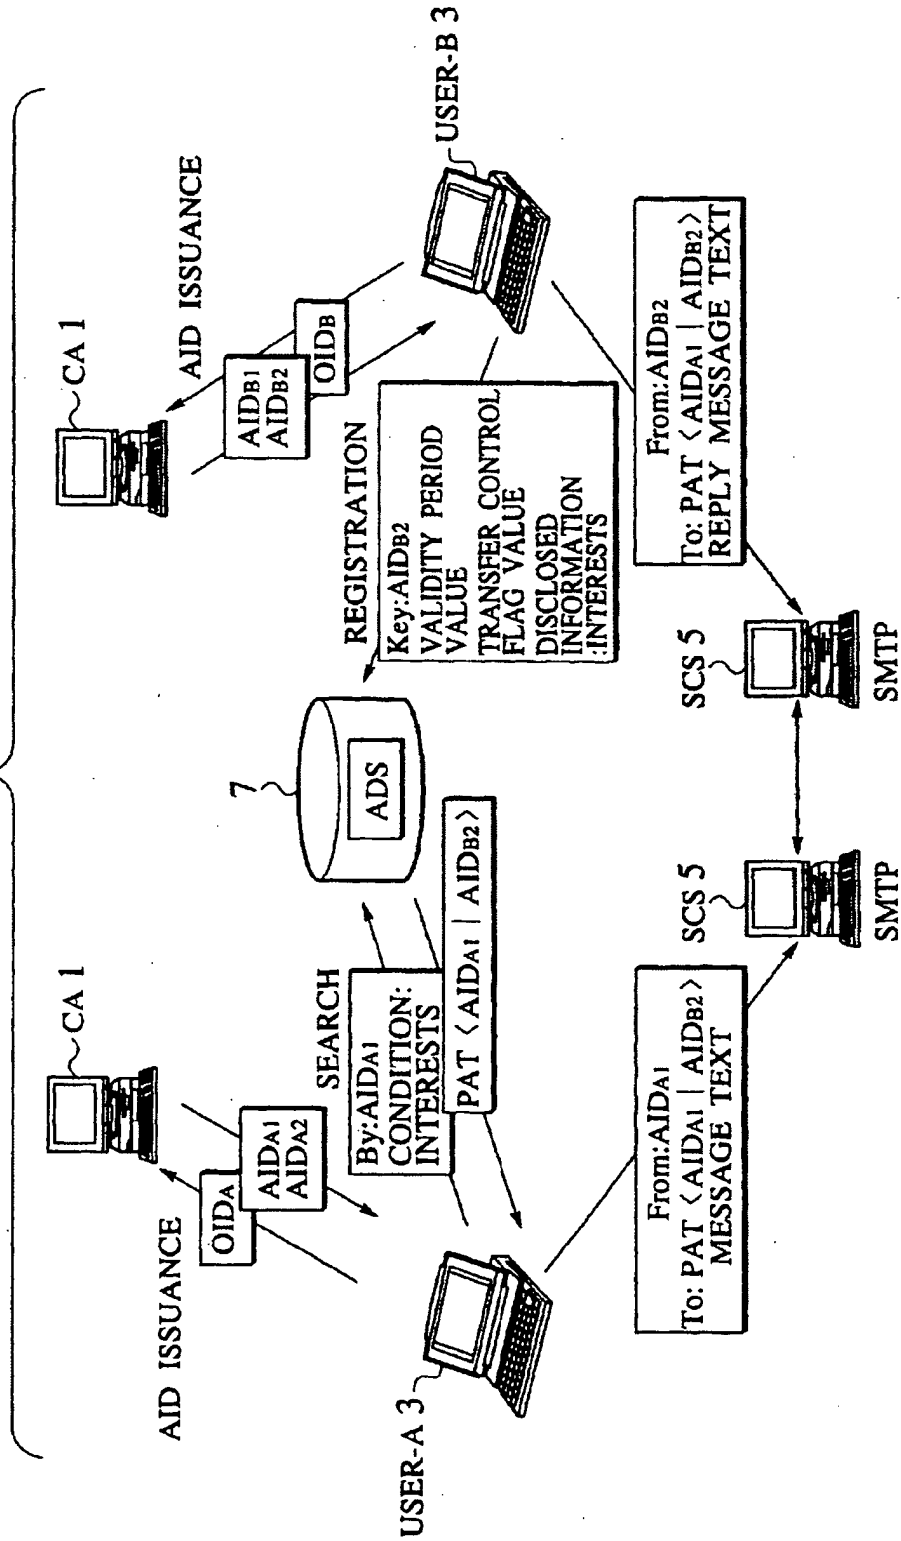 CA 1
AID ISSUANCE
OIDA
AIDA1
AIDA2
USER-A 3
SEARCH
By:AIDA1
CONDITION:
INTERESTS
PAT <AIDA1 | AIDB2>
7
ADS
CA 1
AID ISSUANCE
AIDB1
AIDB2
OIDB
USER-B 3
REGISTRATION
Key:AIDB2
VALIDITY PERIOD
VALUE
TRANSFER CONTROL
FLAG VALUE
DISCLOSED
INFORMATION
:INTERESTS
From:AIDA1
To: PAT <AIDA1 | AIDB2>
MESSAGE TEXT
SCS 5
SMTP
SCS 5
SMTP
From:AIDB2
To: PAT <AIDA1 | AIDB2>
REPLY MESSAGE TEXT